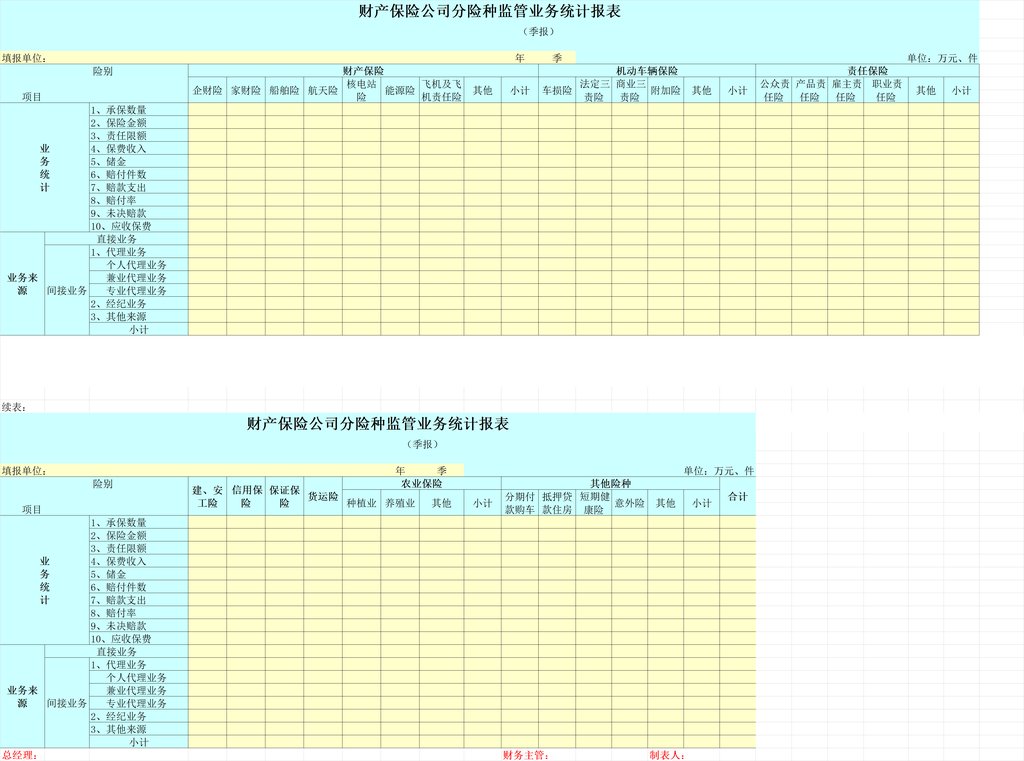 财产保险公司分险种监管业务统计报表
（季报）
填报单位： 年 季 单位：万元、件
险别 财产保险 机动车辆保险 责任保险
项目 企财险 家财险 船舶险 航天险 核电站险 能源险 飞机及飞机责任险 其他 小计 车损险 法定三责险 商业三责险 附加险 其他 小计 公众责任险 产品责任险 雇主责任险 职业责任险 其他 小计
业务统计
1、承保数量
2、保险金额
3、责任限额
4、保费收入
5、储金
6、赔付件数
7、赔款支出
8、赔付率
9、未决赔款
10、应收保费
业务来源
直接业务
间接业务
1、代理业务
个人代理业务
兼业代理业务
专业代理业务
2、经纪业务
3、其他来源
小计
续表：
财产保险公司分险种监管业务统计报表
（季报）
填报单位： 年 季 单位：万元、件
险别 建、安工险 信用保险 保证保险 货运险 农业保险 其他险种 合计
项目 种植业 养殖业 其他 小计 分期付款购车 抵押贷款住房 短期健康险 意外险 其他 小计
业务统计
1、承保数量
2、保险金额
3、责任限额
4、保费收入
5、储金
6、赔付件数
7、赔款支出
8、赔付率
9、未决赔款
10、应收保费
业务来源
直接业务
间接业务
1、代理业务
个人代理业务
兼业代理业务
专业代理业务
2、经纪业务
3、其他来源
小计
总经理： 财务主管： 制表人：